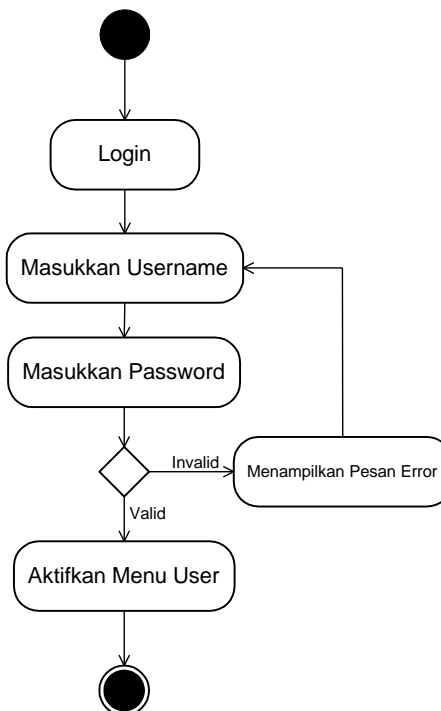 Login
Masukkan Username
Masukkan Password
Invalid
Menampilkan Pesan Error
Valid
Aktifkan Menu User